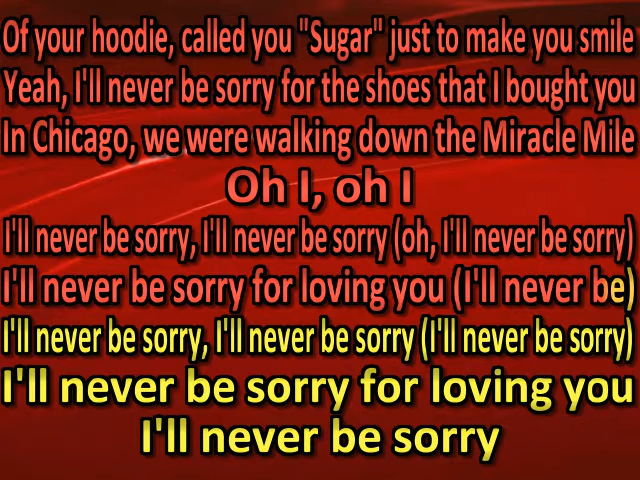 Of your hoodie, called you "Sugar" just to make you smile
Yeah, I'll never be sorry for the shoes that I bought you
In Chicago, we were walking down the Miracle Mile
Oh I, oh I
I'll never be sorry, I'll never be sorry (oh, I'll never be sorry)
I'll never be sorry for loving you (I'll never be)
I'll never be sorry, I'll never be sorry (I'll never be sorry)
I'll never be sorry for loving you
I'll never be sorry